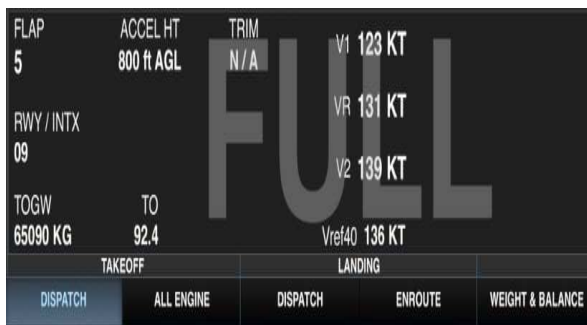 FLAP ACCEL HT TRIM
5 800 ft AGL N/A
V1 123 KT
FULL
VR 131 KT
RWY / INTX
09
V2 139 KT
TOGW TO
65090 KG 92.4 Vref40 136 KT
TAKEOFF LANDING
DISPATCH ALL ENGINE DISPATCH ENROUTE WEIGHT & BALANCE